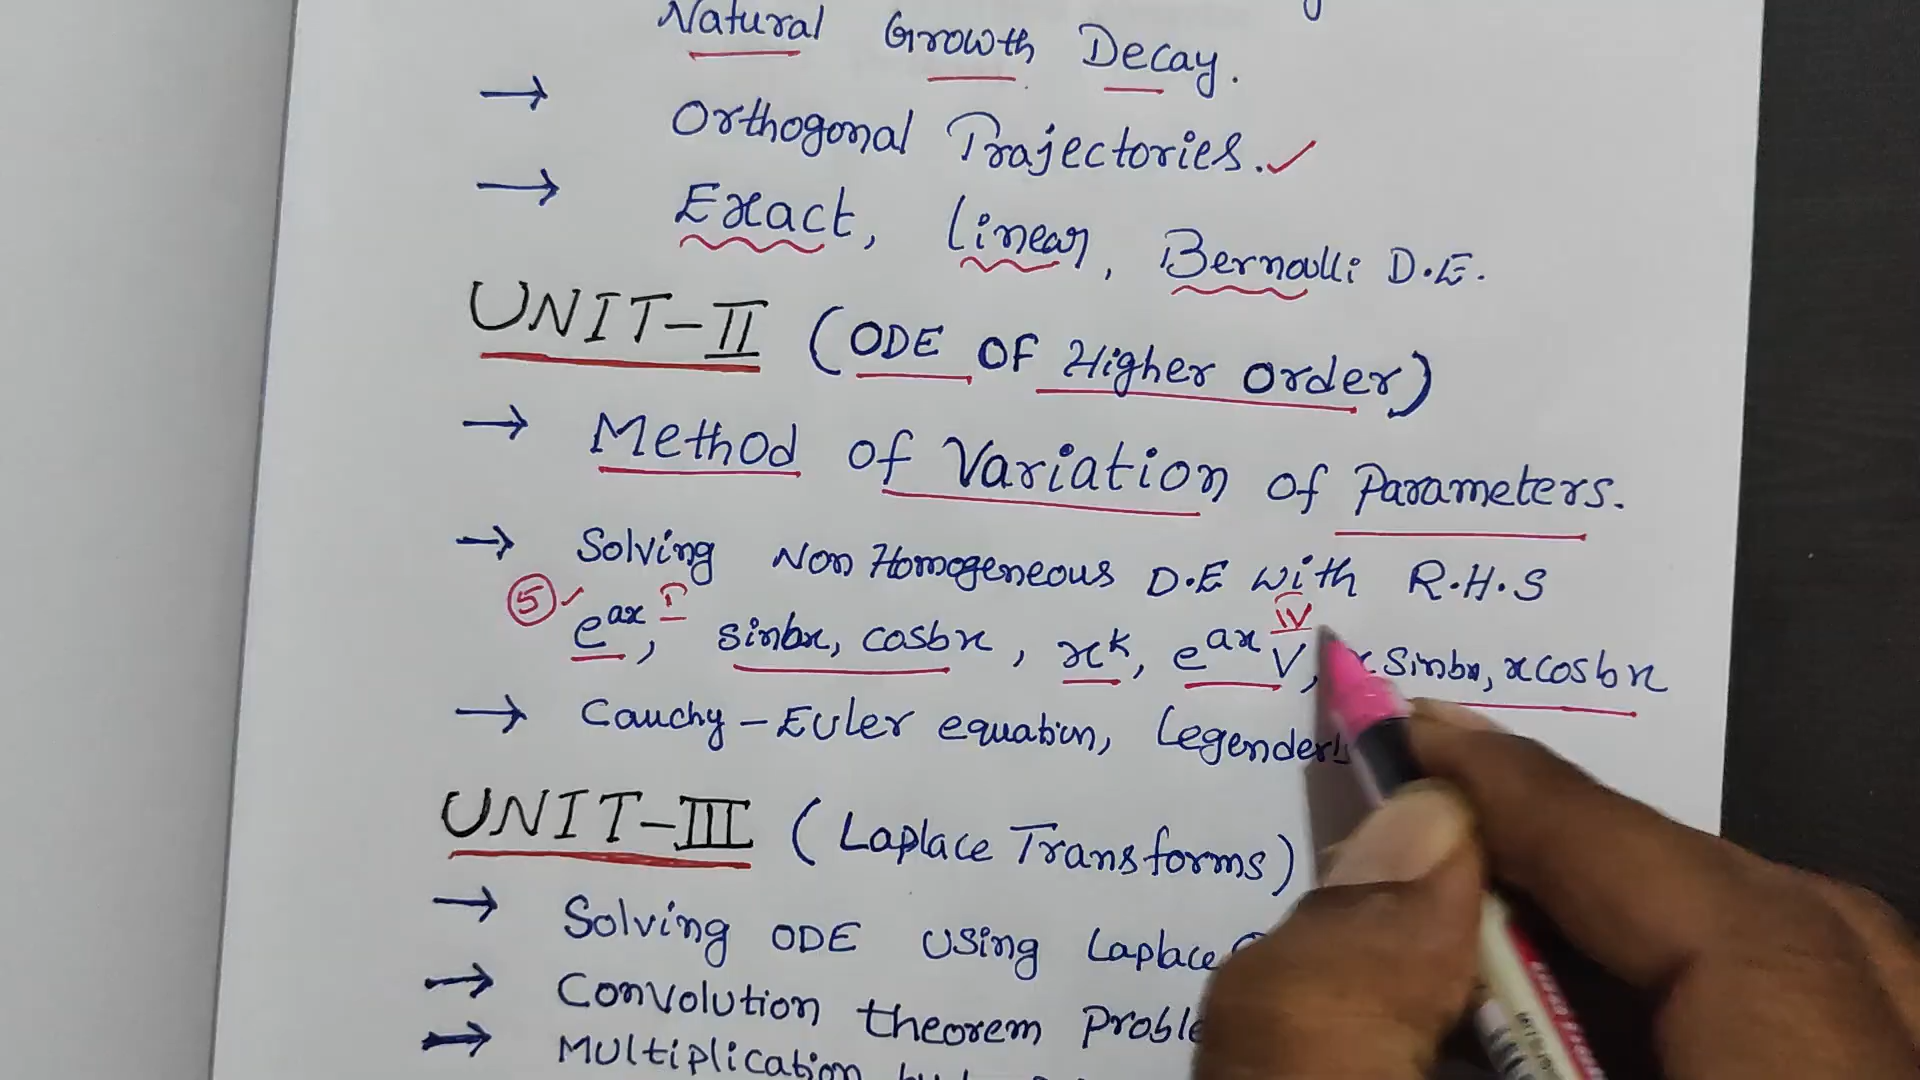 Natural Growth Decay.
→ Orthogonal Trajectories. ✓
→ Exact, Linear, Bernoulli D.E.
UNIT-II (ODE OF Higher Order)
→ Method of Variation of Parameters.
→ Solving Non Homogeneous D.E with R.H.S
⑤ ✓ e^ax, I sinbx, cosbx, x^k, e^ax V, IV sinbx, xcosbx
→ Cauchy-Euler equation,
UNIT-III (Laplace Transforms)
→ Solving ODE Using Laplace
→ Convolution theorem
→ Multiplication